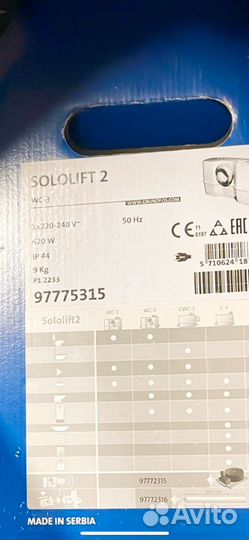 SOLOLIFT 2
WC-3
WWW.GRUNDFOS.COM
1x220-240 V~ 50 Hz
620 W
IP 44
9 Kg
P1 2233
97775315
CE 11
0197
EAC
5 710624 18
Sololift2 WC-1 WC-3 CWC-3 C-3
97772315
97772316
MADE IN SERBIA
Avito